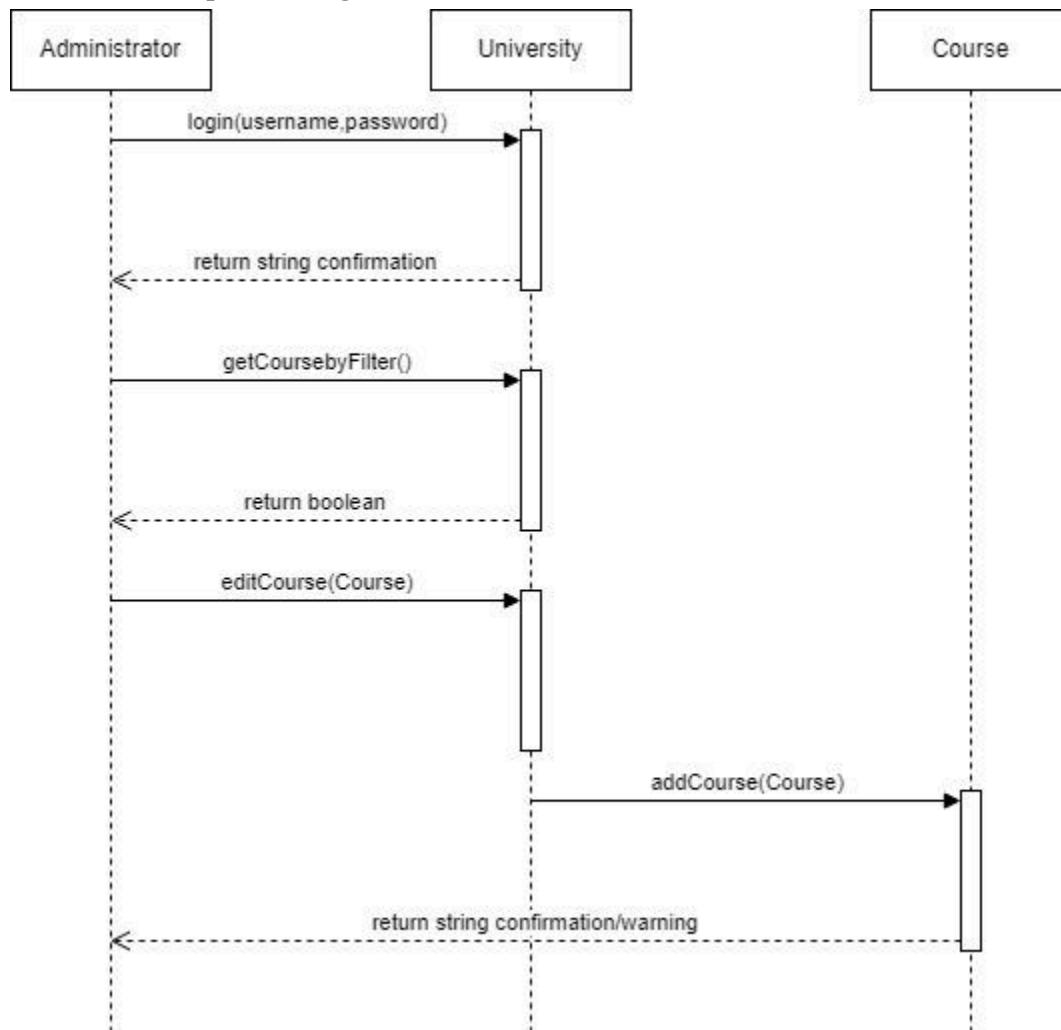 Administrator
University
Course
login(username,password)
return string confirmation
getCoursebyFilter()
return boolean
editCourse(Course)
addCourse(Course)
return string confirmation/warning